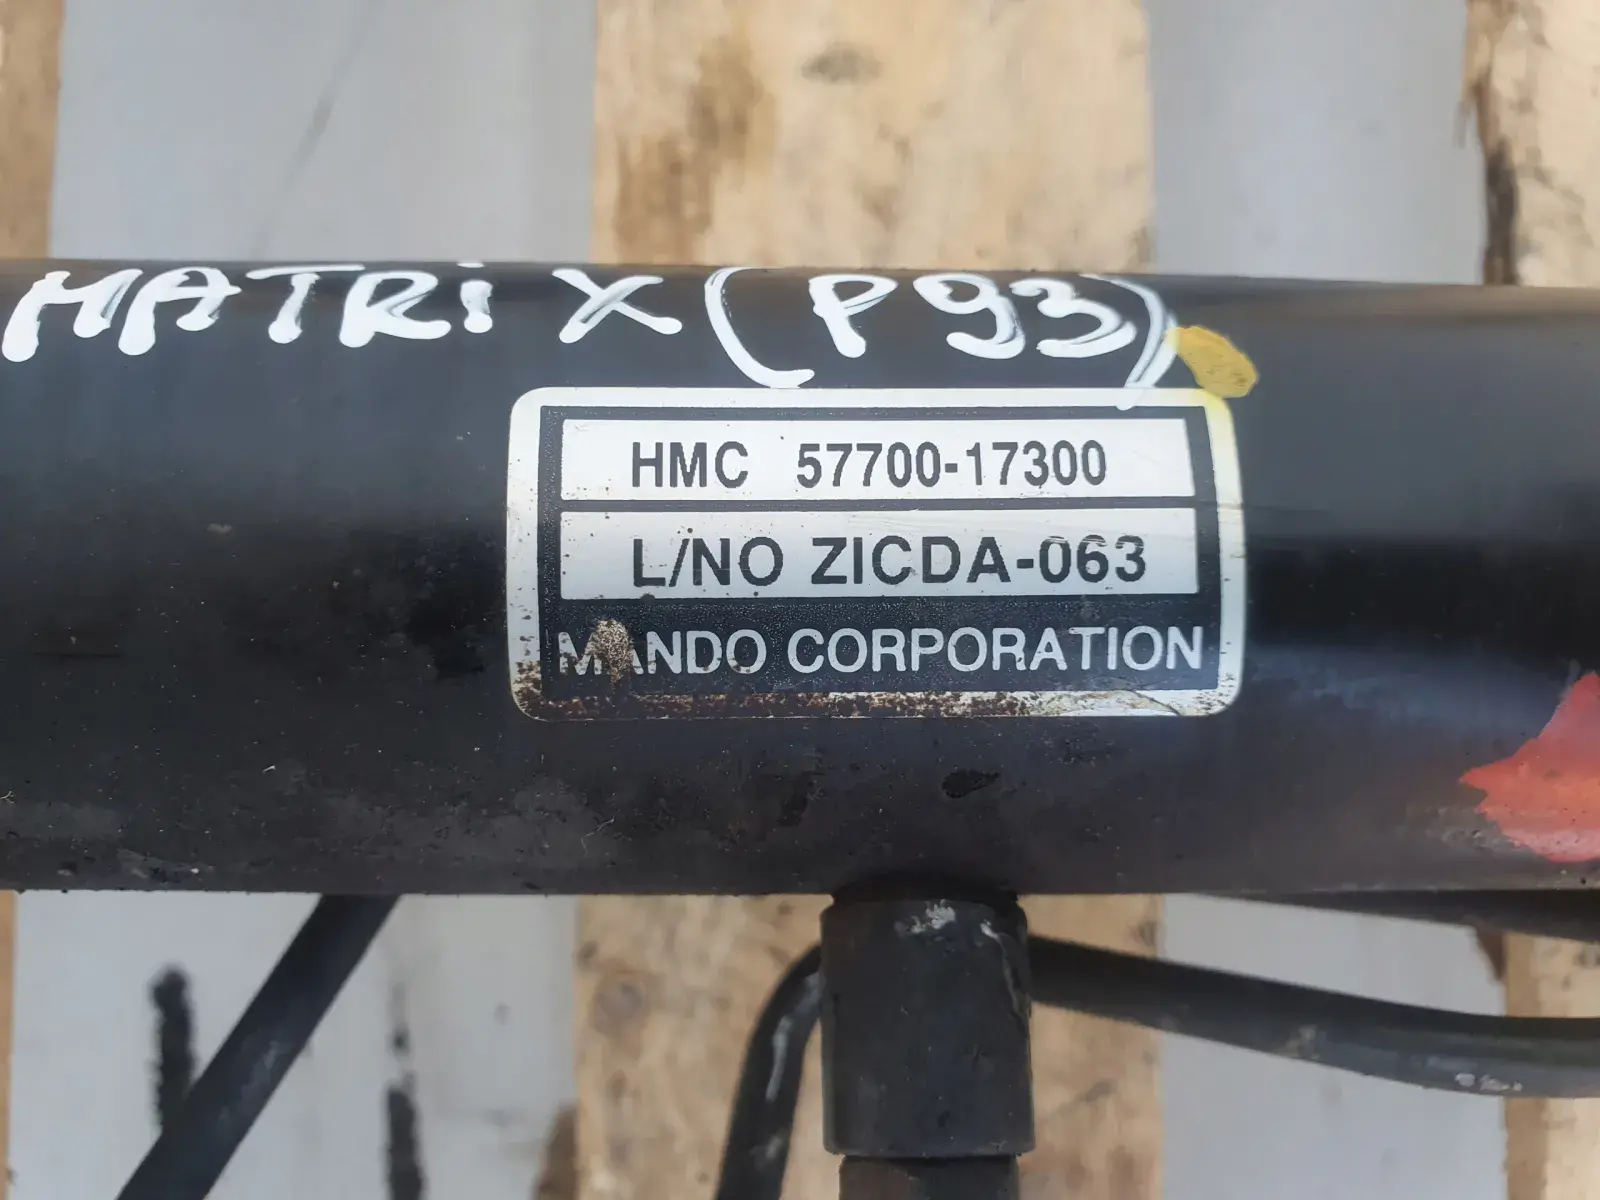 MATRiX (P93)
HMC 57700-17300
L/NO ZICDA-063
MANDO CORPORATION